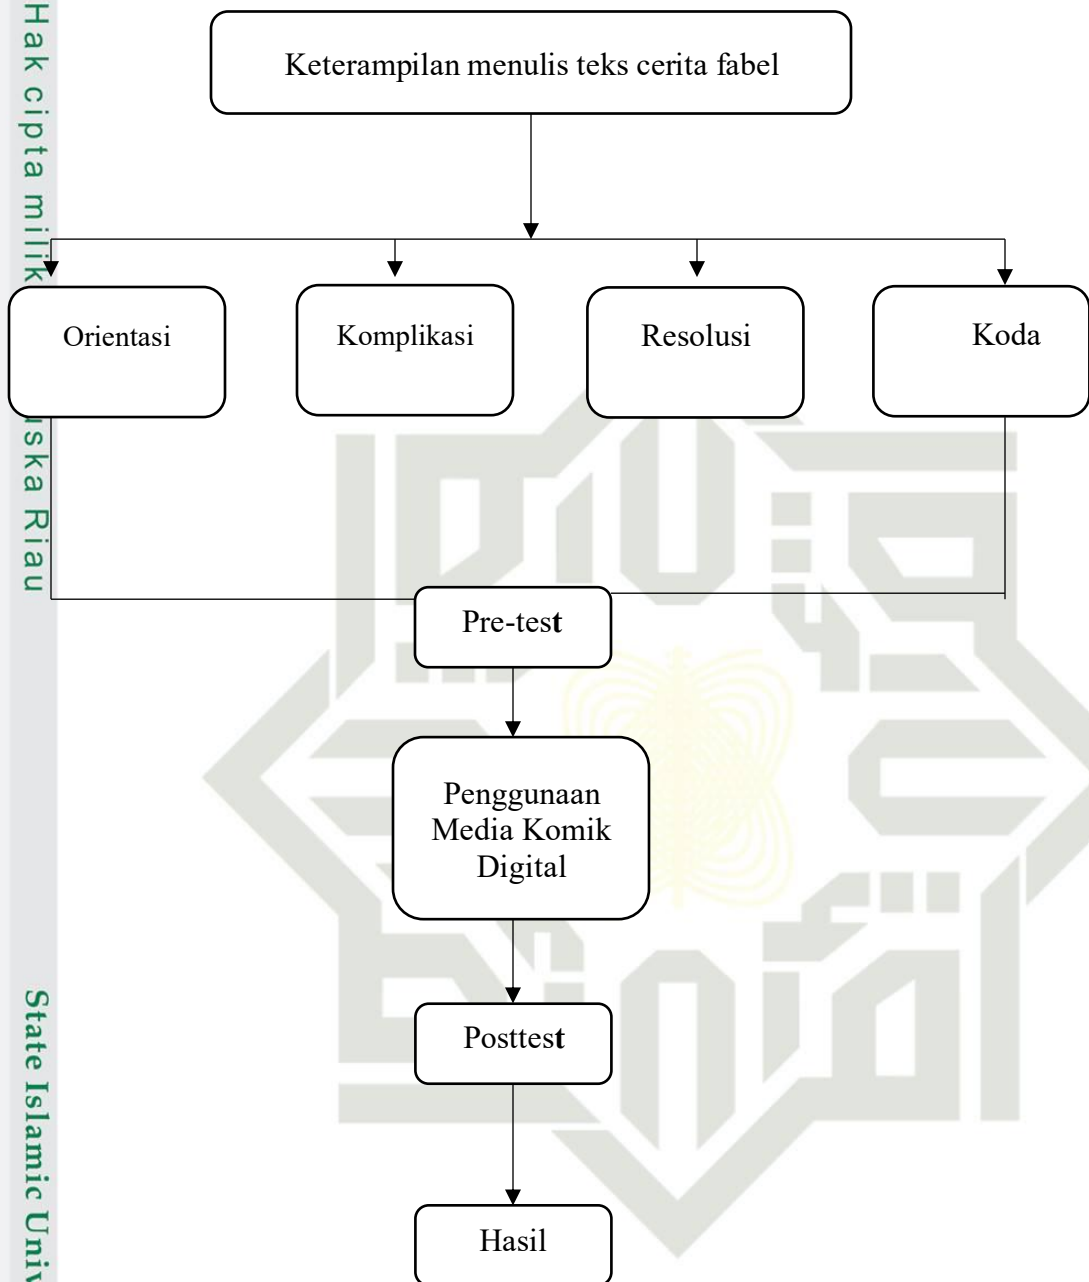 Hak cipta milik
uska Riau
State Islamic Univ
Keterampilan menulis teks cerita fabel
Orientasi
Komplikasi
Resolusi
Koda
Pre-test
Penggunaan
Media Komik
Digital
Posttest
Hasil